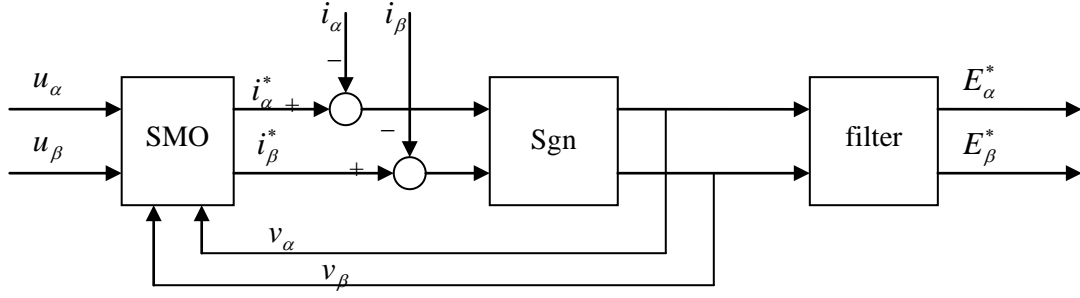 i_α i_β
−
u_α SMO i*_α + Sgn filter E*_α
−
u_β i*_β + E*_β
v_α
v_β